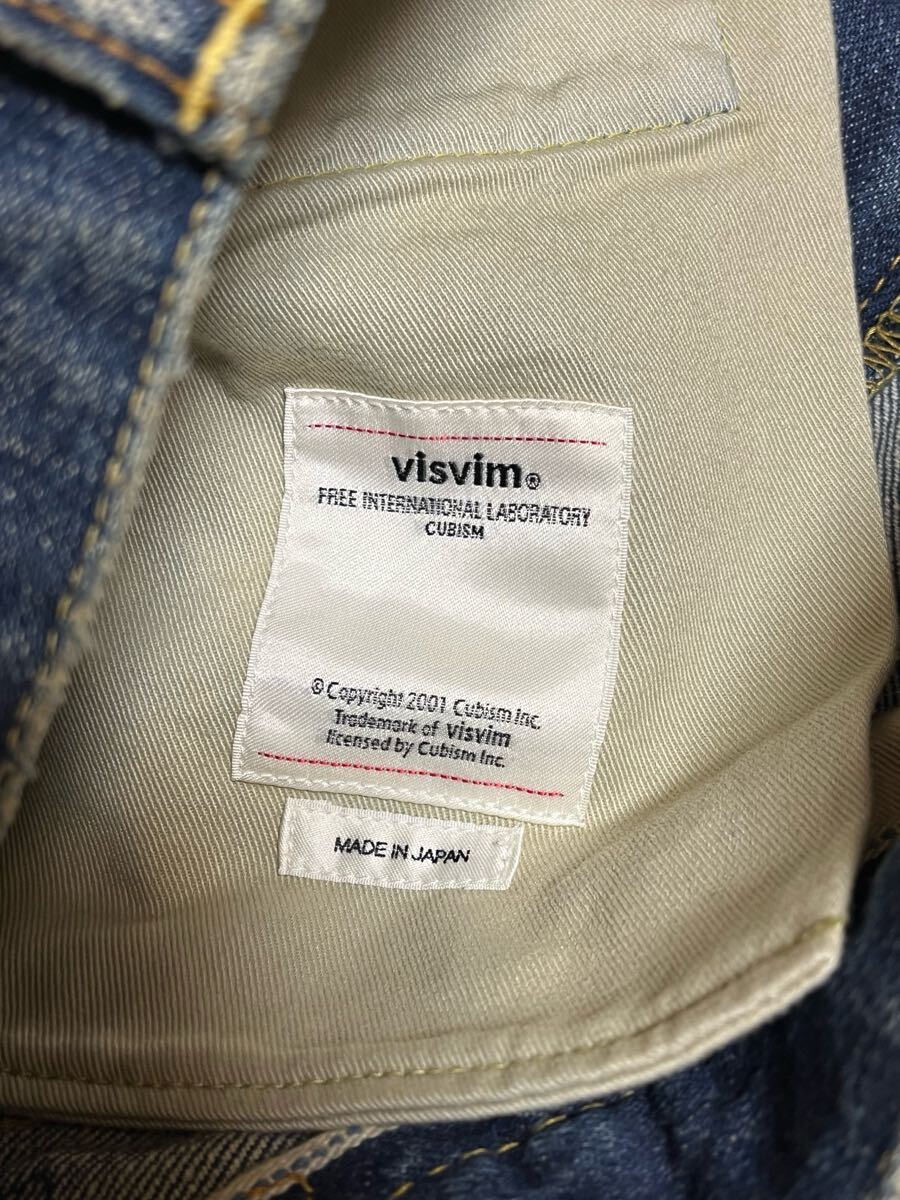 visvim®
FREE INTERNATIONAL LABORATORY
CUBISM
© Copyright 2001 Cubism Inc.
Trademark of Visvim
licensed by Cubism Inc.
MADE IN JAPAN